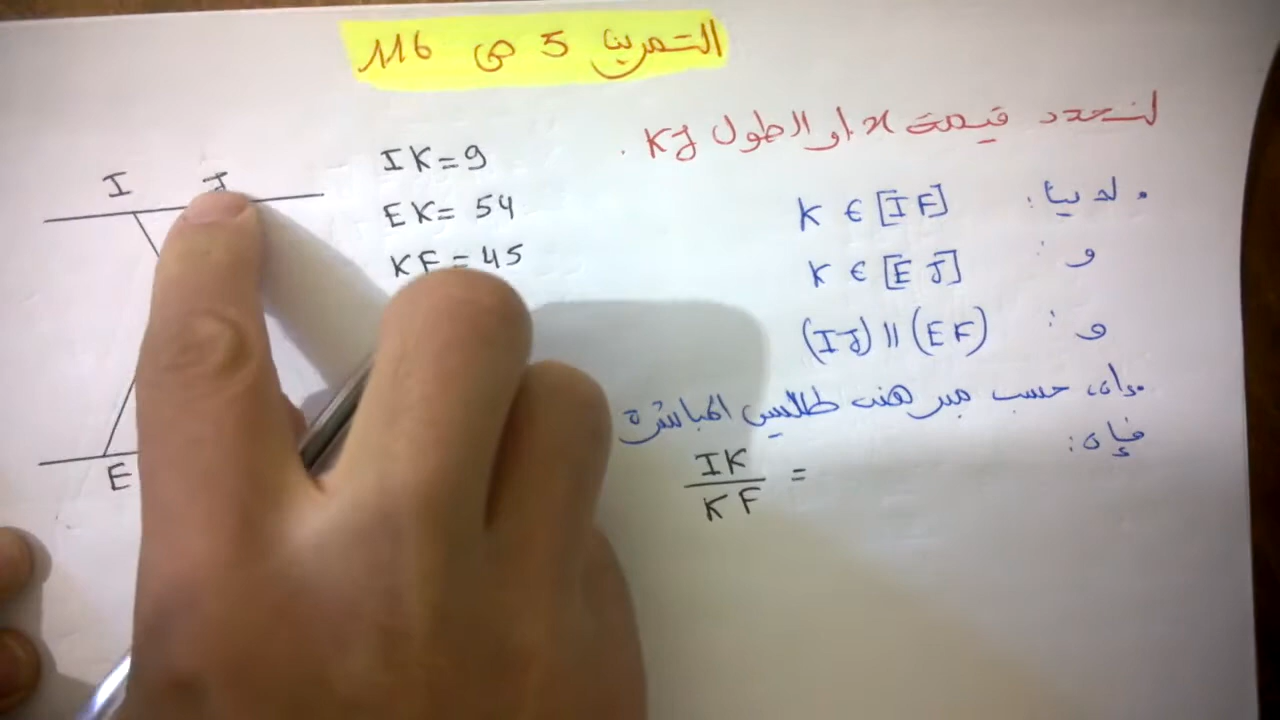 التمرين 5 ص 116
لنحدد قيمة x أو الطول KJ .
I J
IK = 9
EK = 54
KF = 45
E
• لدينا : K ∈ [IF]
و : K ∈ [EJ]
و : (IJ) // (EF)
حسب مبرهنة طاليس المباشرة
فإن :
IK/KF =